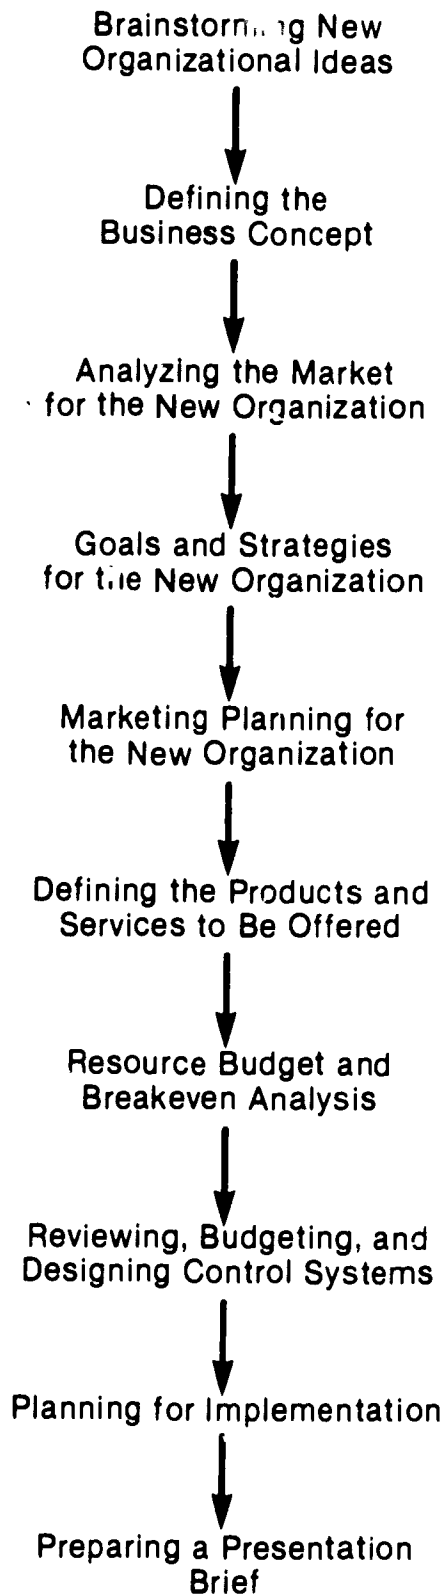 Brainstorming New
Organizational Ideas
Defining the
Business Concept
Analyzing the Market
for the New Organization
Goals and Strategies
for the New Organization
Marketing Planning for
the New Organization
Defining the Products and
Services to Be Offered
Resource Budget and
Breakeven Analysis
Reviewing, Budgeting, and
Designing Control Systems
Planning for Implementation
Preparing a Presentation
Brief